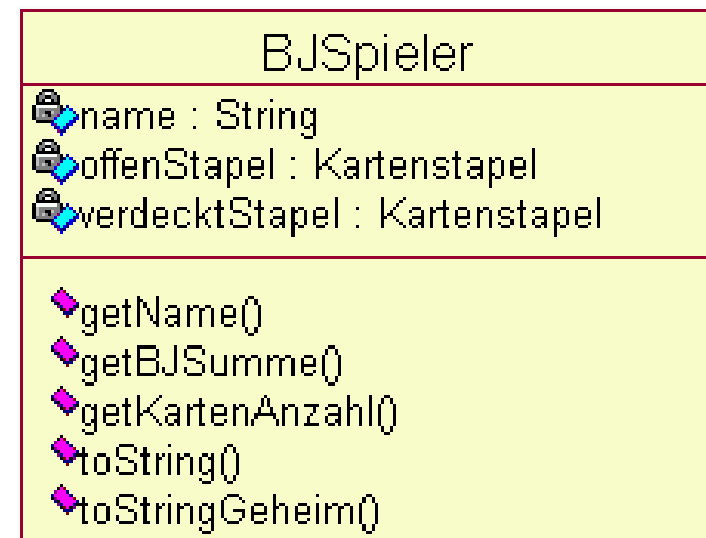 BJSpieler
name : String
offenStapel : Kartenstapel
verdecktStapel : Kartenstapel
getName()
getBJSumme()
getKartenAnzahl()
toString()
toStringGeheim()